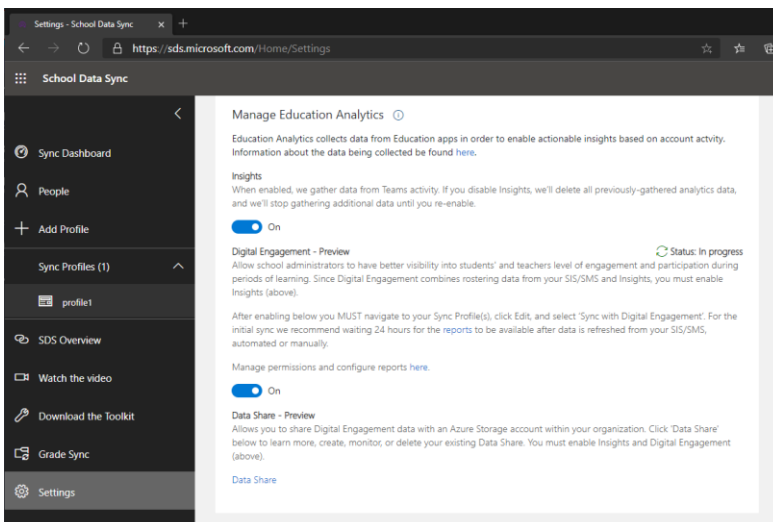 Settings - School Data Sync
https://sds.microsoft.com/Home/Settings
School Data Sync
Sync Dashboard
People
Add Profile
Sync Profiles (1)
profile1
SDS Overview
Watch the video
Download the Toolkit
Grade Sync
Settings
Manage Education Analytics
Education Analytics collects data from Education apps in order to enable actionable insights based on account actvity.
Information about the data being collected be found here.
Insights
When enabled, we gather data from Teams activity. If you disable Insights, we'll delete all previously-gathered analytics data,
and we'll stop gathering additional data until you re-enable.
On
Digital Engagement - Preview
Status: In progress
Allow school administrators to have better visibility into students' and teachers level of engagement and participation during
periods of learning. Since Digital Engagement combines rostering data from your SIS/SMS and Insights, you must enable
Insights (above).
After enabling below you MUST navigate to your Sync Profile(s), click Edit, and select 'Sync with Digital Engagement'. For the
initial sync we recommend waiting 24 hours for the reports to be available after data is refreshed from your SIS/SMS,
automated or manually.
Manage permissions and configure reports here.
On
Data Share - Preview
Allows you to share Digital Engagement data with an Azure Storage account within your organization. Click 'Data Share'
below to learn more, create, monitor, or delete your existing Data Share. You must enable Insights and Digital Engagement
(above).
Data Share